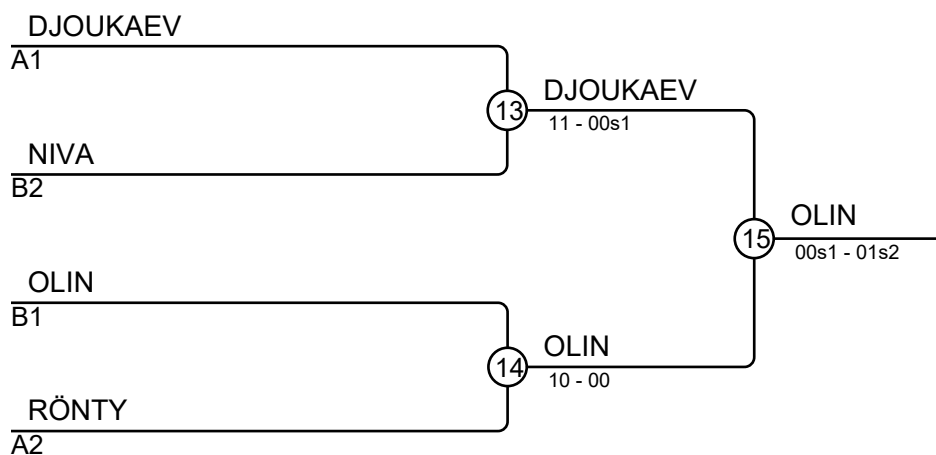 DJOUKAEV
A1
13
DJOUKAEV
11 - 00s1
NIVA
B2
15
OLIN
00s1 - 01s2
OLIN
B1
14
OLIN
10 - 00
RÖNTY
A2